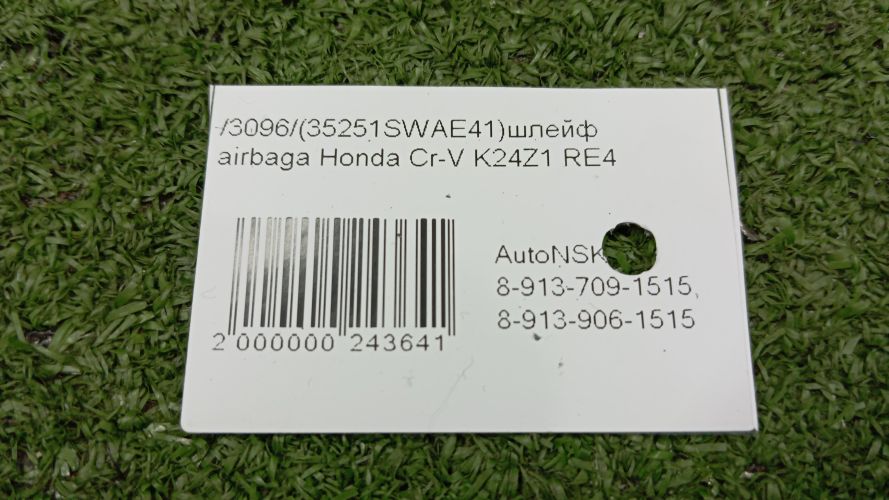 -/3096/(35251SWAE41)шлейф
airbaga Honda Cr-V K24Z1 RE4
AutoNSK
8-913-709-1515,
8-913-906-1515
2 000000 243641